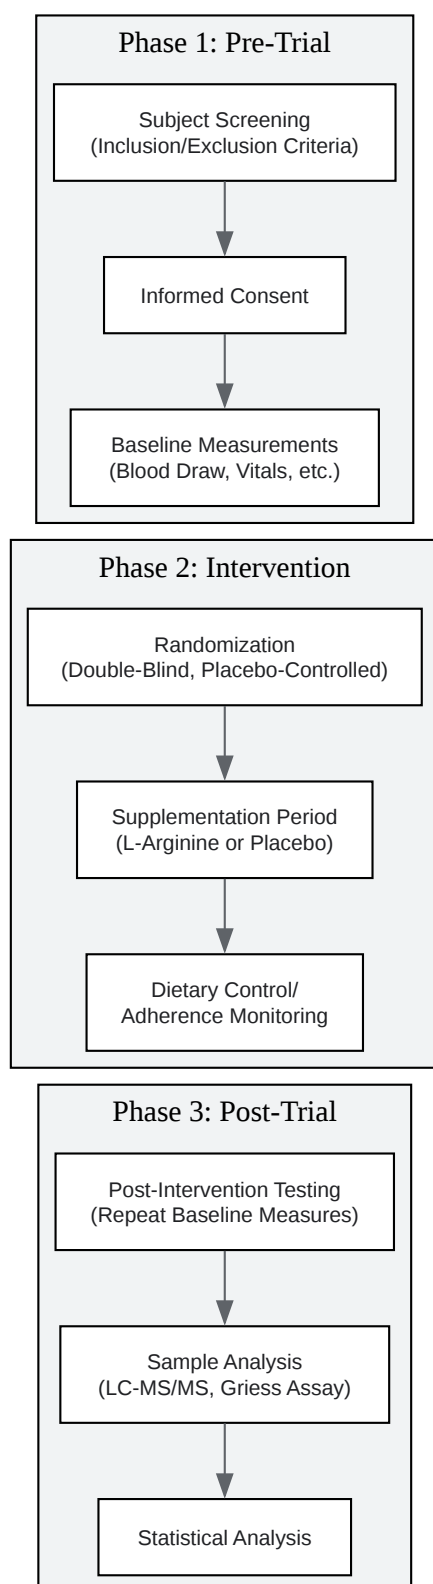 Phase 1: Pre-Trial
Subject Screening
(Inclusion/Exclusion Criteria)
Informed Consent
Baseline Measurements
(Blood Draw, Vitals, etc.)
Phase 2: Intervention
Randomization
(Double-Blind, Placebo-Controlled)
Supplementation Period
(L-Arginine or Placebo)
Dietary Control/
Adherence Monitoring
Phase 3: Post-Trial
Post-Intervention Testing
(Repeat Baseline Measures)
Sample Analysis
(LC-MS/MS, Griess Assay)
Statistical Analysis